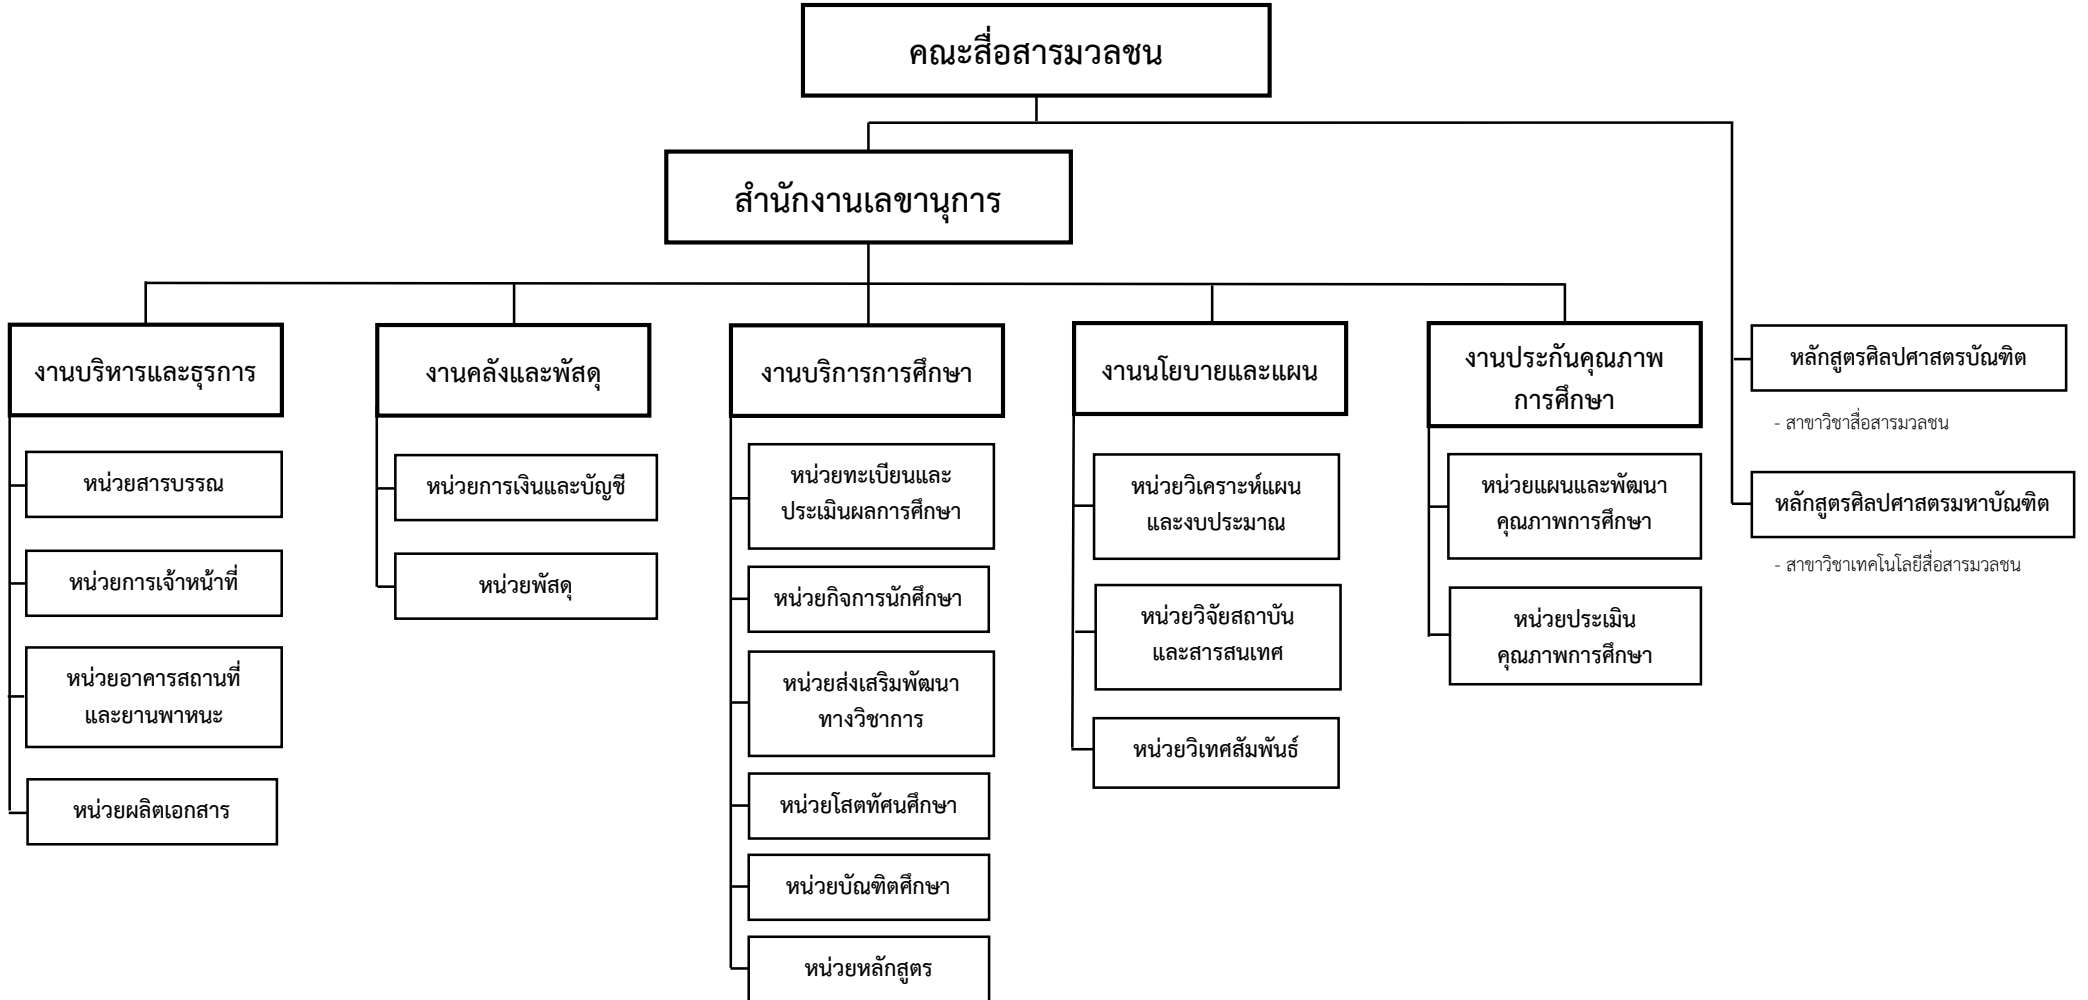 คณะสื่อสารมวลชน
สำนักงานเลขานุการ
งานบริหารและธุรการ
หน่วยสารบรรณ
หน่วยการเจ้าหน้าที่
หน่วยอาคารสถานที่
และยานพาหนะ
หน่วยผลิตเอกสาร
งานคลังและพัสดุ
หน่วยการเงินและบัญชี
หน่วยพัสดุ
งานบริการการศึกษา
หน่วยทะเบียนและ
ประเมินผลการศึกษา
หน่วยกิจการนักศึกษา
หน่วยส่งเสริมพัฒนา
ทางวิชาการ
หน่วยโสตทัศนศึกษา
หน่วยบัณฑิตศึกษา
หน่วยหลักสูตร
งานนโยบายและแผน
หน่วยวิเคราะห์แผน
และงบประมาณ
หน่วยวิจัยสถาบัน
และสารสนเทศ
หน่วยวิเทศสัมพันธ์
งานประกันคุณภาพ
การศึกษา
หน่วยแผนและพัฒนา
คุณภาพการศึกษา
หน่วยประเมิน
คุณภาพการศึกษา
หลักสูตรศิลปศาสตรบัณฑิต
- สาขาวิชาสื่อสารมวลชน
หลักสูตรศิลปศาสตรมหาบัณฑิต
- สาขาวิชาเทคโนโลยีสื่อสารมวลชน